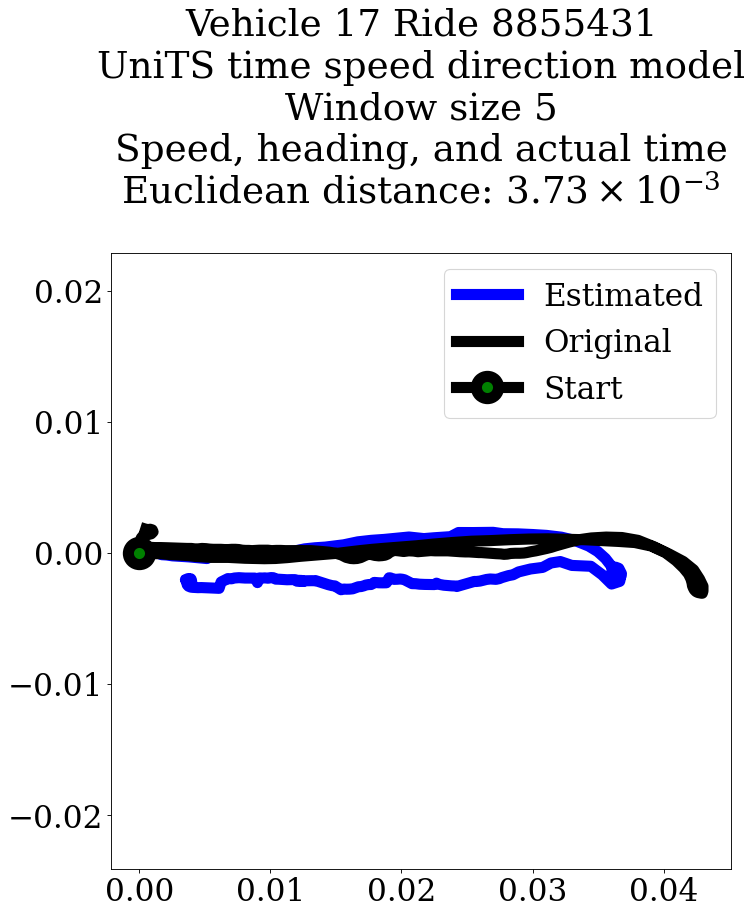 Vehicle 17 Ride 8855431
UniTS time speed direction model
Window size 5
Speed, heading, and actual time
Euclidean distance: 3.73 × 10⁻³
Estimated
Original
Start
0.02
0.01
0.00
−0.01
−0.02
0.00 0.01 0.02 0.03 0.04